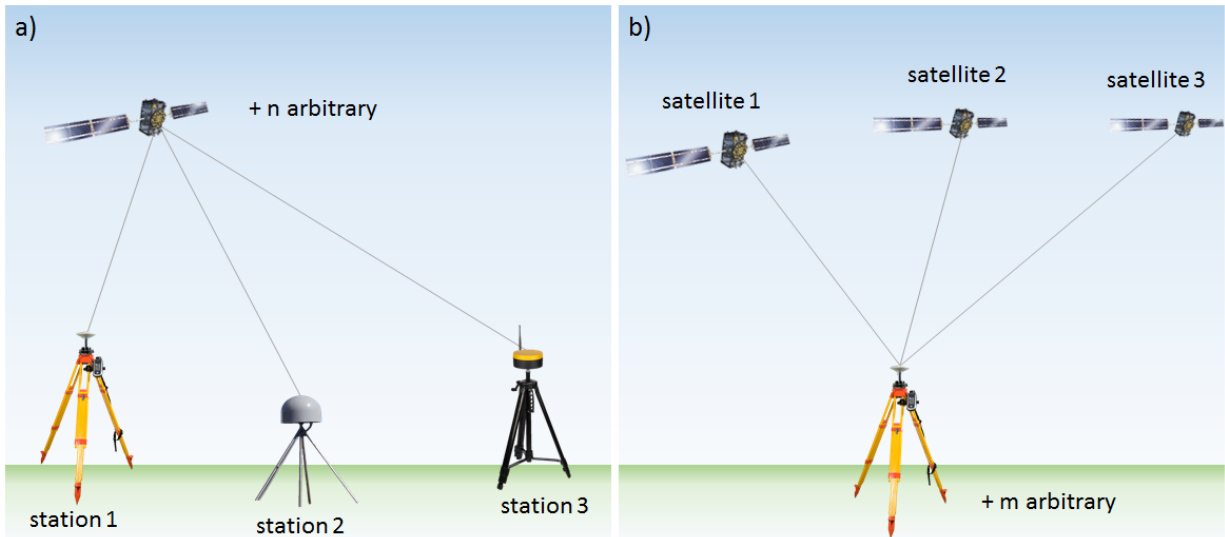 a)
+ n arbitrary
station 1
station 2
station 3
b)
satellite 1
satellite 2
satellite 3
+ m arbitrary